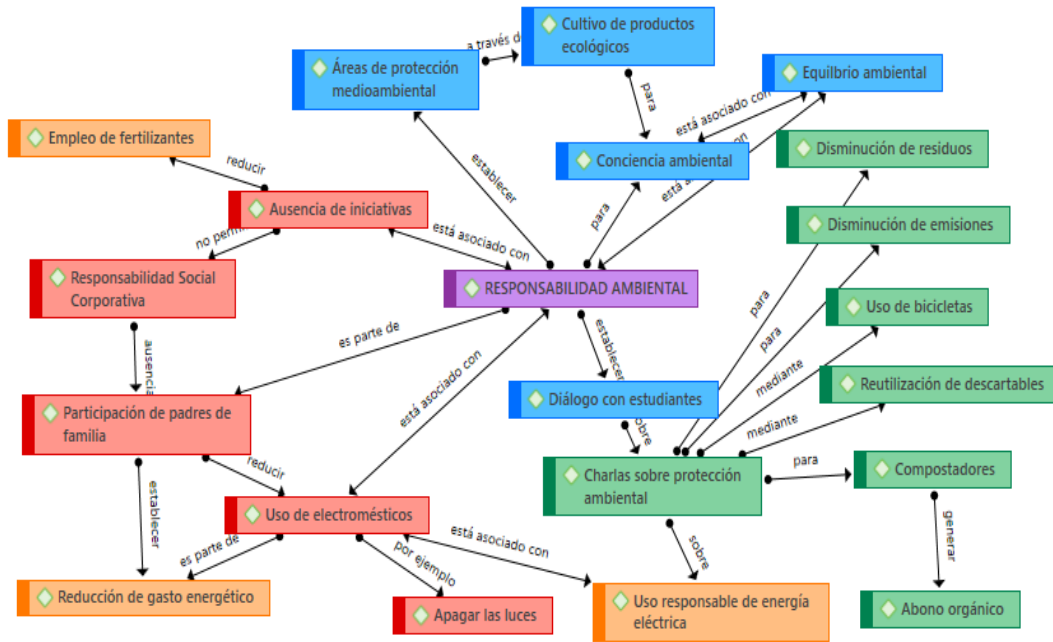 Cultivo de productos
ecológicos
a través de
Áreas de protección
medioambiental
Equilbrio ambiental
para
está asociado con
Empleo de fertilizantes
Disminución de residuos
reducir
Conciencia ambiental
establecer
para
Ausencia de iniciativas
Disminución de emisiones
no
está asociado con
Responsabilidad Social
Corporativa
RESPONSABILIDAD AMBIENTAL
para
Uso de bicicletas
es parte de
establecer
para
ausencia
mediante
Reutilización de descartables
está asociado con
Diálogo con estudiantes
Participación de padres de
familia
sobre
mediante
reducir
Charlas sobre protección
ambiental
para
Compostadores
establecer
Uso de electromésticos
generar
es parte de
por ejemplo
está asociado con
sobre
Reducción de gasto energético
Apagar las luces
Uso responsable de energía
eléctrica
Abono orgánico